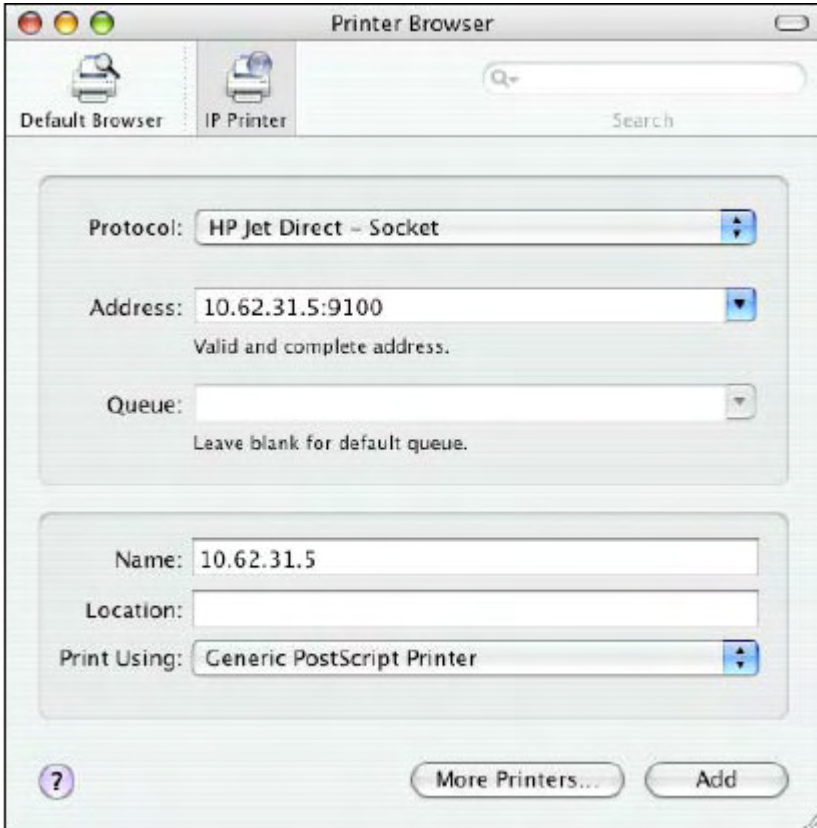 Printer Browser
Default Browser
IP Printer
Search
Protocol: HP Jet Direct – Socket
Address: 10.62.31.5:9100
Valid and complete address.
Queue:
Leave blank for default queue.
Name: 10.62.31.5
Location:
Print Using: Generic PostScript Printer
?
More Printers...
Add